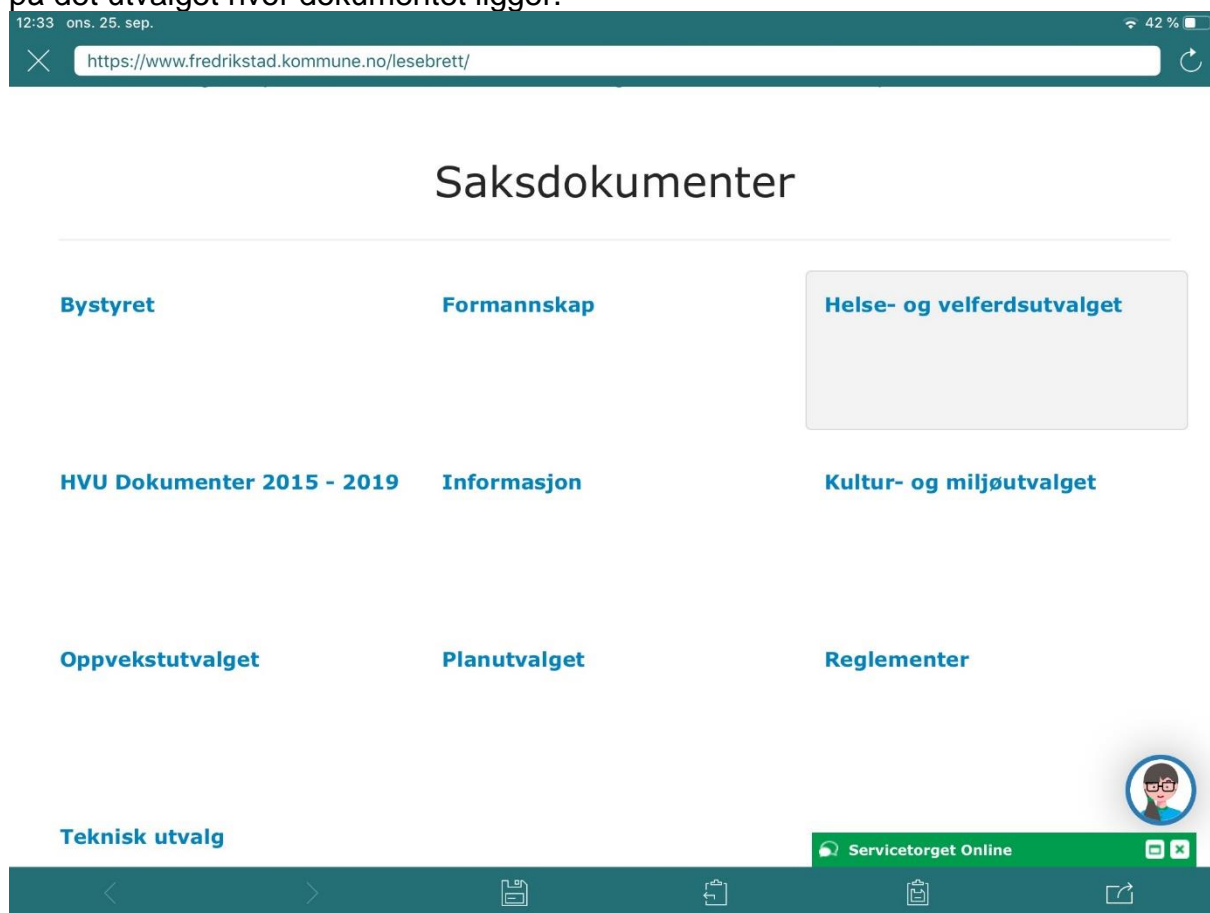 på det utvalget hvor dokumentet ligger.
12:33 ons. 25. sep. 42 %
https://www.fredrikstad.kommune.no/lesebrett/
Saksdokumenter
Bystyret Formannskap Helse- og velferdsutvalget
HVU Dokumenter 2015 - 2019 Informasjon Kultur- og miljøutvalget
Oppvekstutvalget Planutvalget Reglementer
Teknisk utvalg
Servicetorget Online